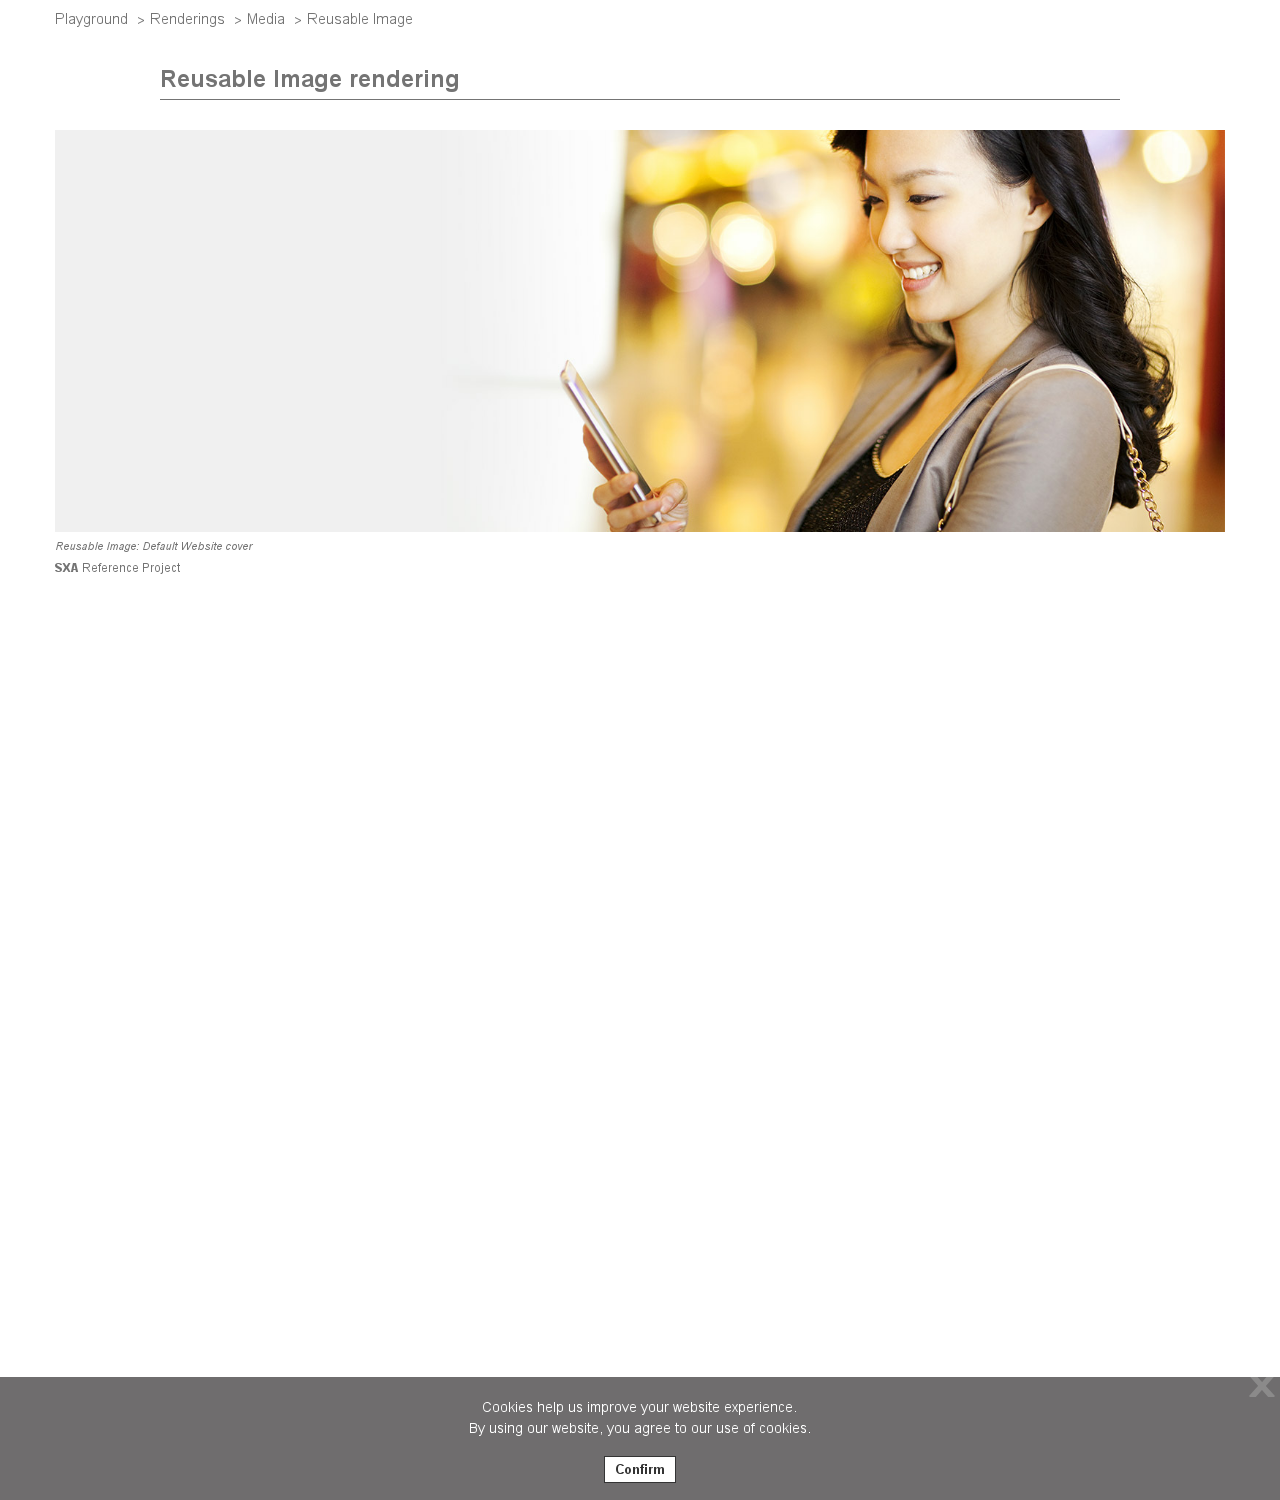 Playground > Renderings > Media > Reusable Image
Reusable Image rendering
Reusable Image: Default Website cover
SXA Reference Project
X
Cookies help us improve your website experience.
By using our website, you agree to our use of cookies.
Confirm